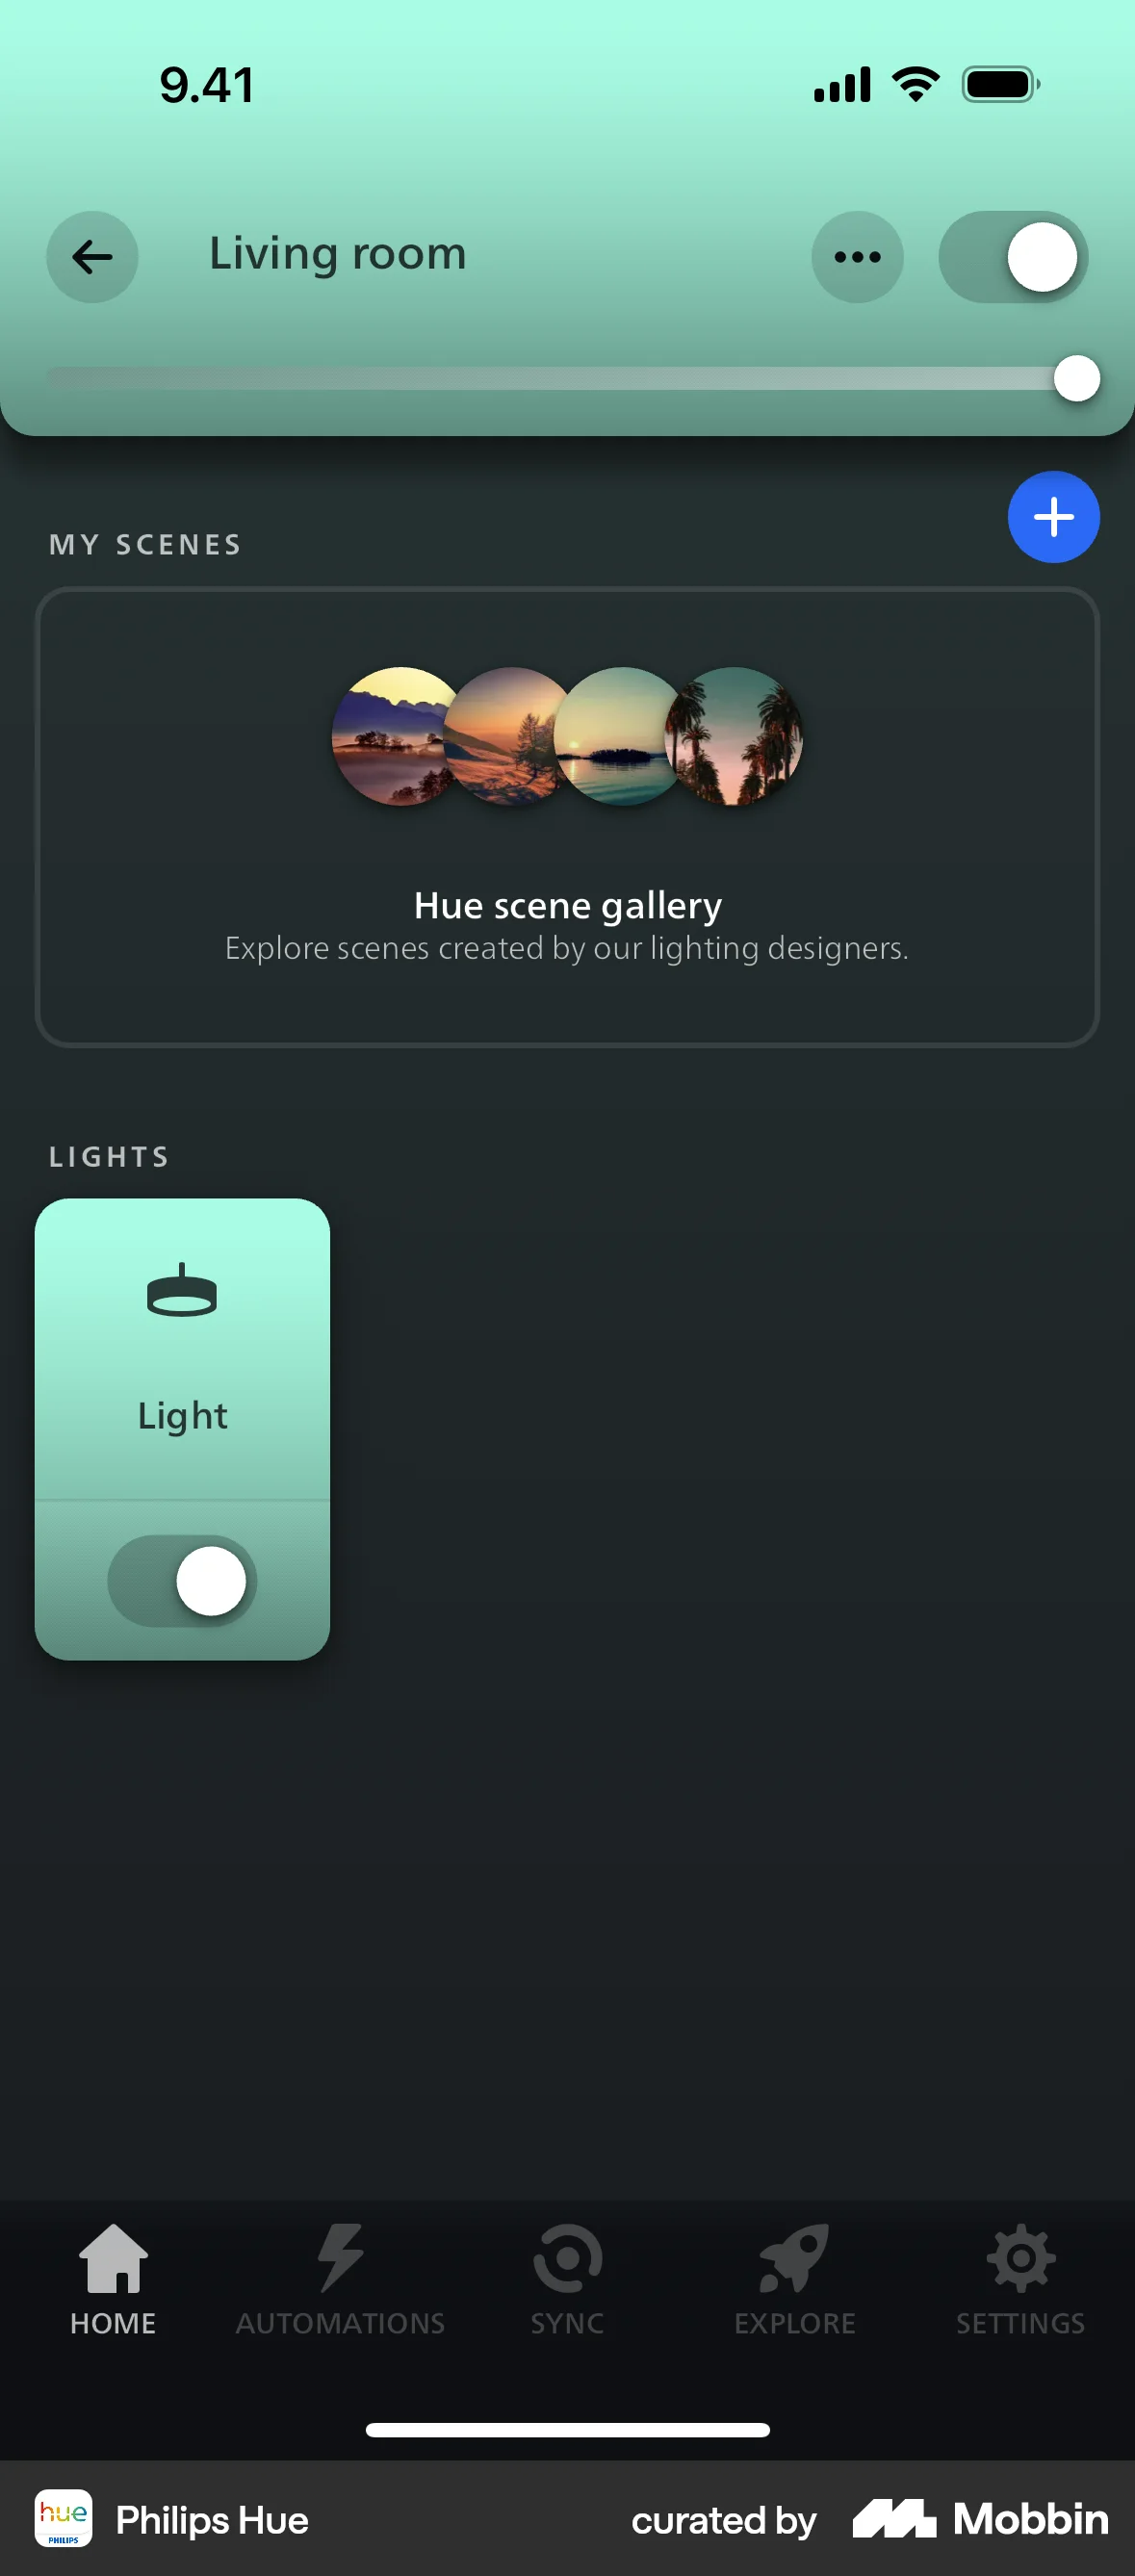 9.41
Living room
MY SCENES
Hue scene gallery
Explore scenes created by our lighting designers.
LIGHTS
Light
HOME
AUTOMATIONS
SYNC
EXPLORE
SETTINGS
hue
PHILIPS
Philips Hue
curated by
Mobbin